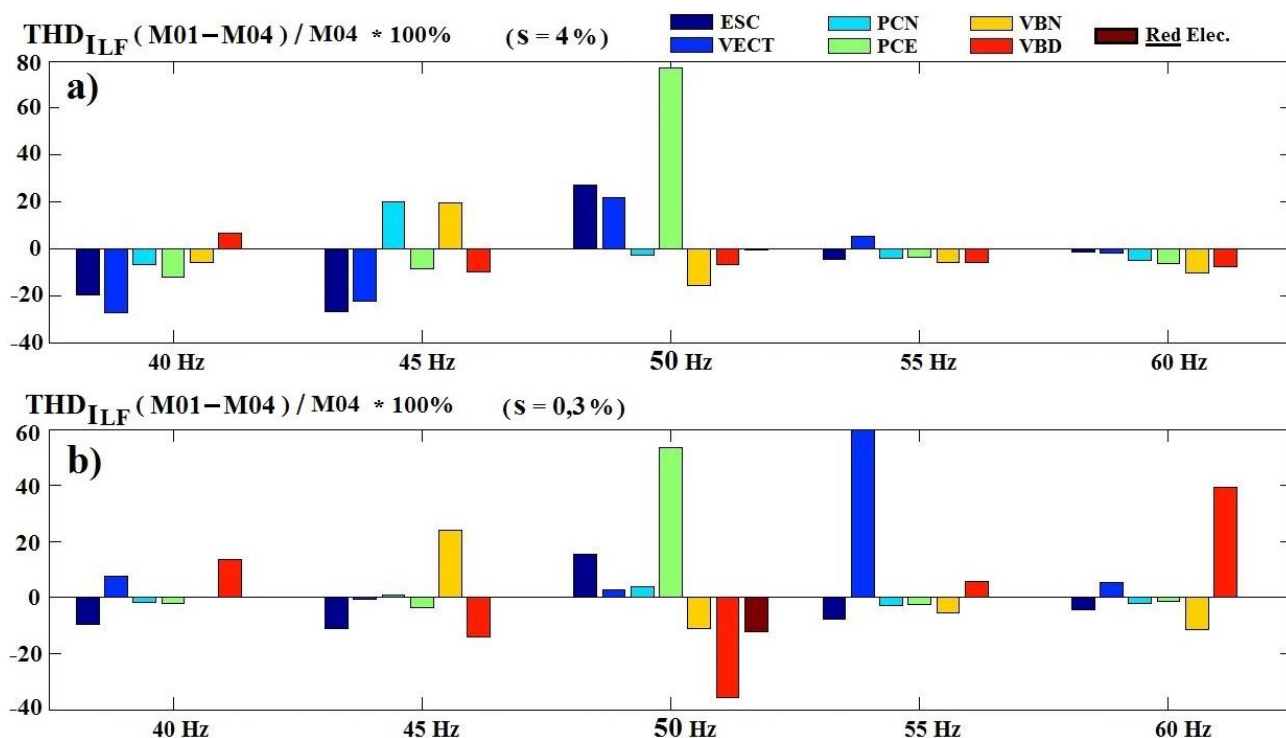 THD_ILF (M01-M04) / M04 * 100% (s = 4 %)
ESC PCN VBN Red Elec.
VECT PCE VBD
a)
80
60
40
20
0
-20
-40
40 Hz 45 Hz 50 Hz 55 Hz 60 Hz
THD_ILF (M01-M04) / M04 * 100% (s = 0,3 %)
b)
60
40
20
0
-20
-40
40 Hz 45 Hz 50 Hz 55 Hz 60 Hz